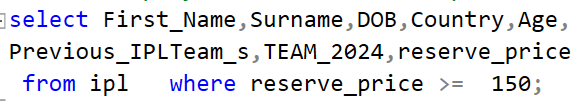 select First_Name,Surname,DOB,Country,Age,
Previous_IPLTeam_s,TEAM_2024,reserve_price
from ipl   where reserve_price >=  150;